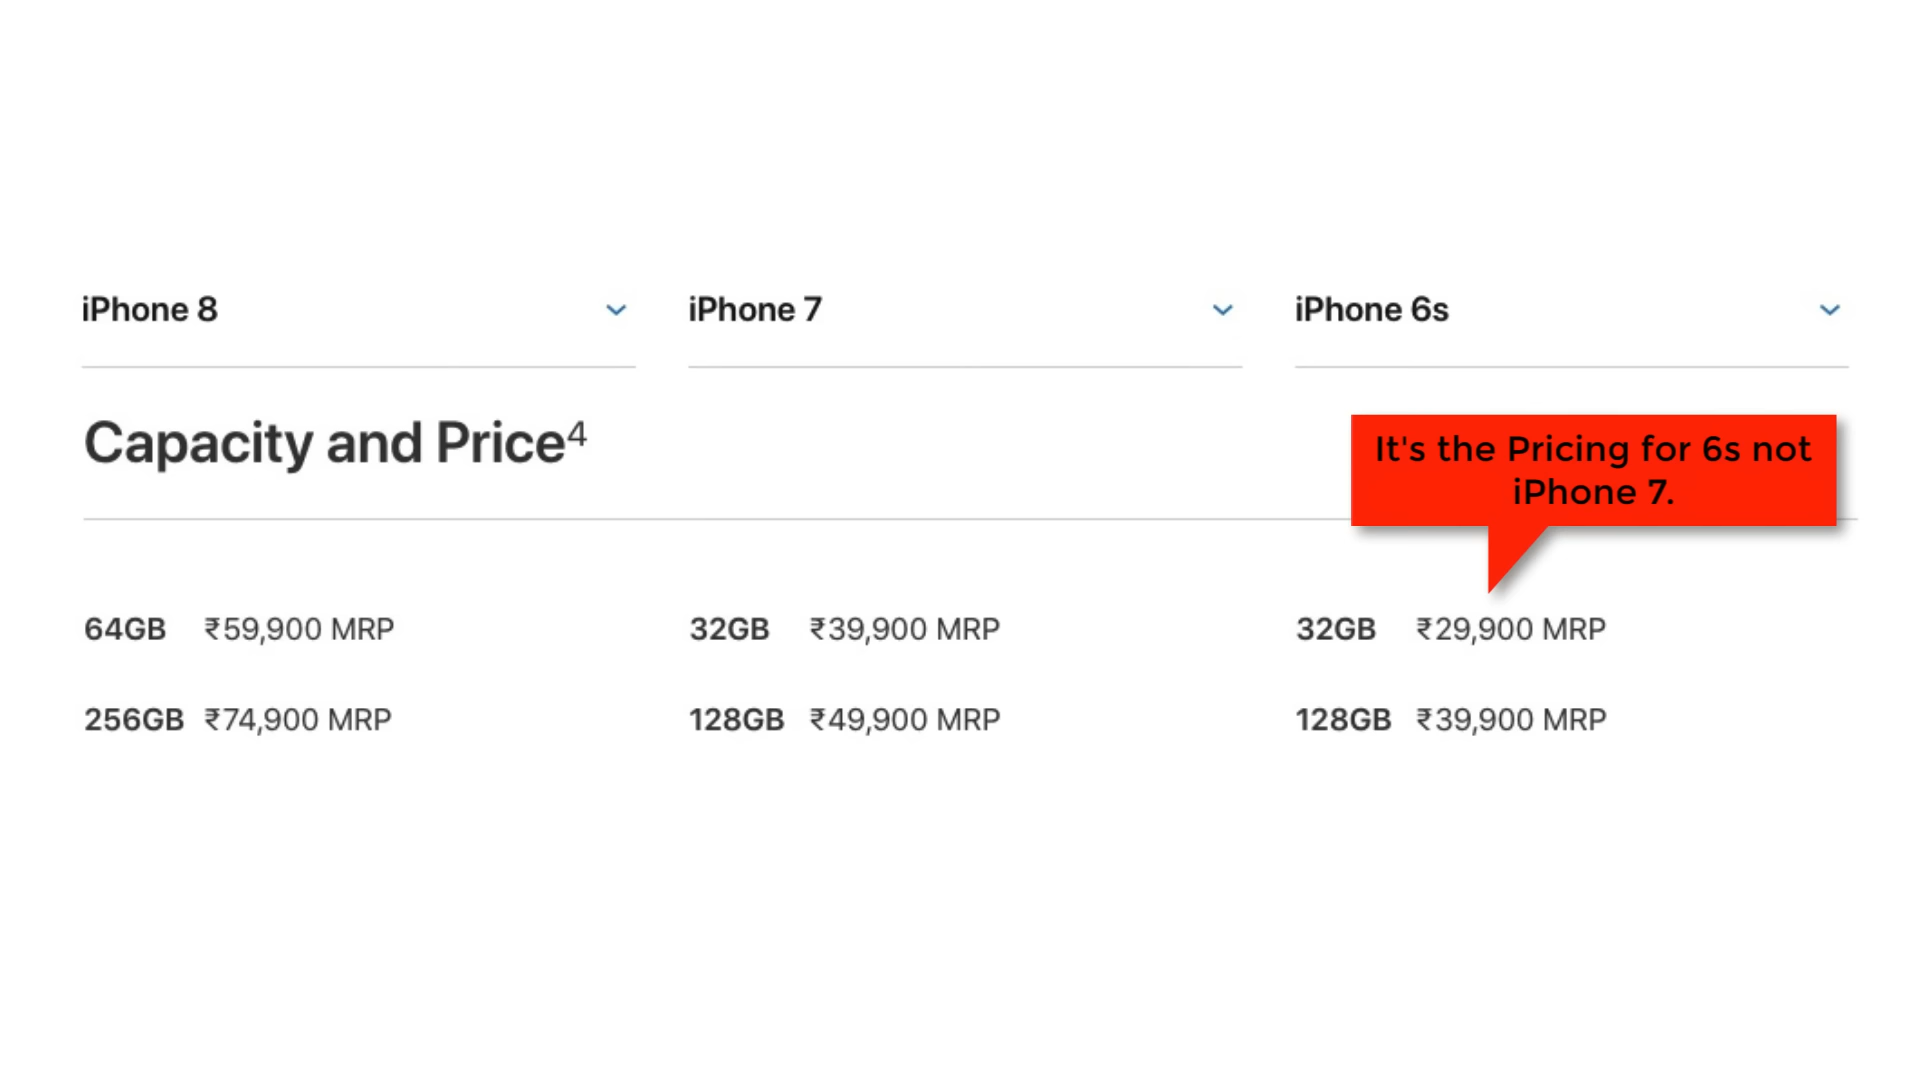 iPhone 8
iPhone 7
iPhone 6s
Capacity and Price⁴
It's the Pricing for 6s not
iPhone 7.
64GB ₹59,900 MRP
32GB ₹39,900 MRP
32GB ₹29,900 MRP
256GB ₹74,900 MRP
128GB ₹49,900 MRP
128GB ₹39,900 MRP